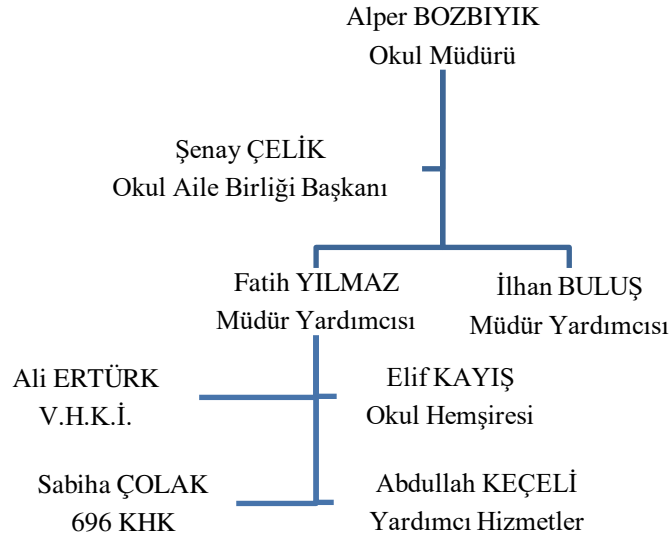 Alper BOZBIYIK
Okul Müdürü
Şenay ÇELİK
Okul Aile Birliği Başkanı
Fatih YILMAZ
Müdür Yardımcısı
İlhan BULUŞ
Müdür Yardımcısı
Ali ERTÜRK
V.H.K.İ.
Elif KAYIŞ
Okul Hemşiresi
Sabiha ÇOLAK
696 KHK
Abdullah KEÇELİ
Yardımcı Hizmetler